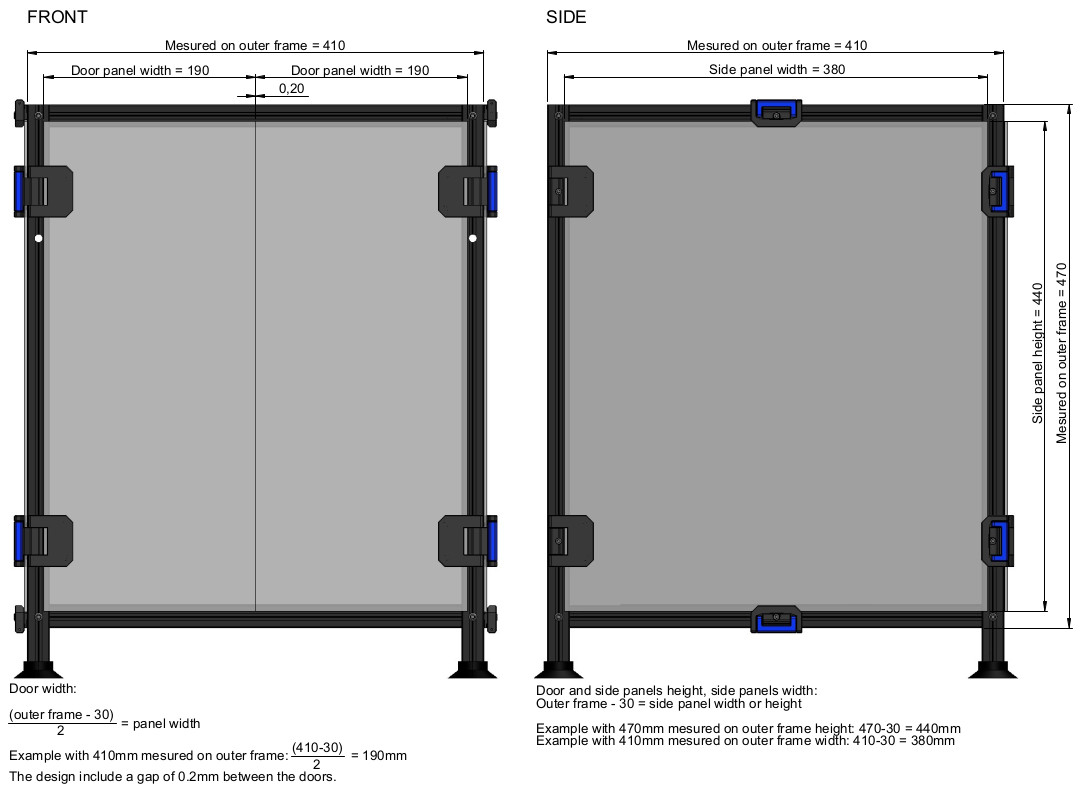 FRONT
Mesured on outer frame = 410
Door panel width = 190
Door panel width = 190
0,20
SIDE
Mesured on outer frame = 410
Side panel width = 380
Side panel height = 440
Mesured on outer frame = 470
Door width:
(outer frame - 30)
2
= panel width
Example with 410mm mesured on outer frame: (410-30)
2
= 190mm
The design include a gap of 0.2mm between the doors.
Door and side panels height, side panels width:
Outer frame - 30 = side panel width or height
Example with 470mm mesured on outer frame height: 470-30 = 440mm
Example with 410mm mesured on outer frame width: 410-30 = 380mm